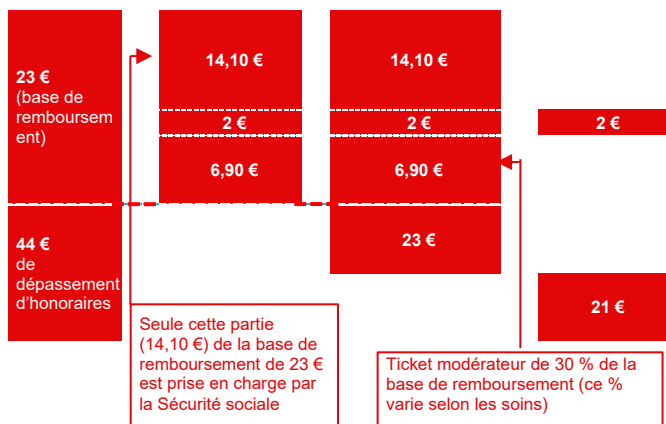 23 €
(base de
remboursem
ent)
14,10 €
14,10 €
2 €
2 €
2 €
6,90 €
6,90 €
44 €
de
dépassement
d'honoraires
23 €
21 €
Seule cette partie
(14,10 €) de la base de
remboursement de 23 €
est prise en charge par
la Sécurité sociale
Ticket modérateur de 30 % de la
base de remboursement (ce %
varie selon les soins)